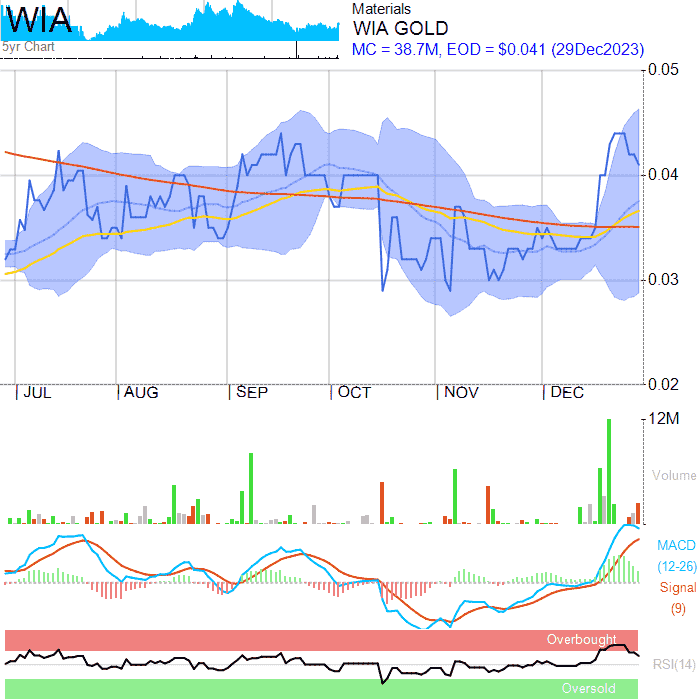 WIA
5yr Chart
Materials
WIA GOLD
MC = 38.7M, EOD = $0.041 (29Dec2023)
0.05
0.04
0.03
0.02
JUL AUG SEP OCT NOV DEC
12M
Volume
MACD
(12-26)
Signal
(9)
Overbought
RSI(14)
Oversold